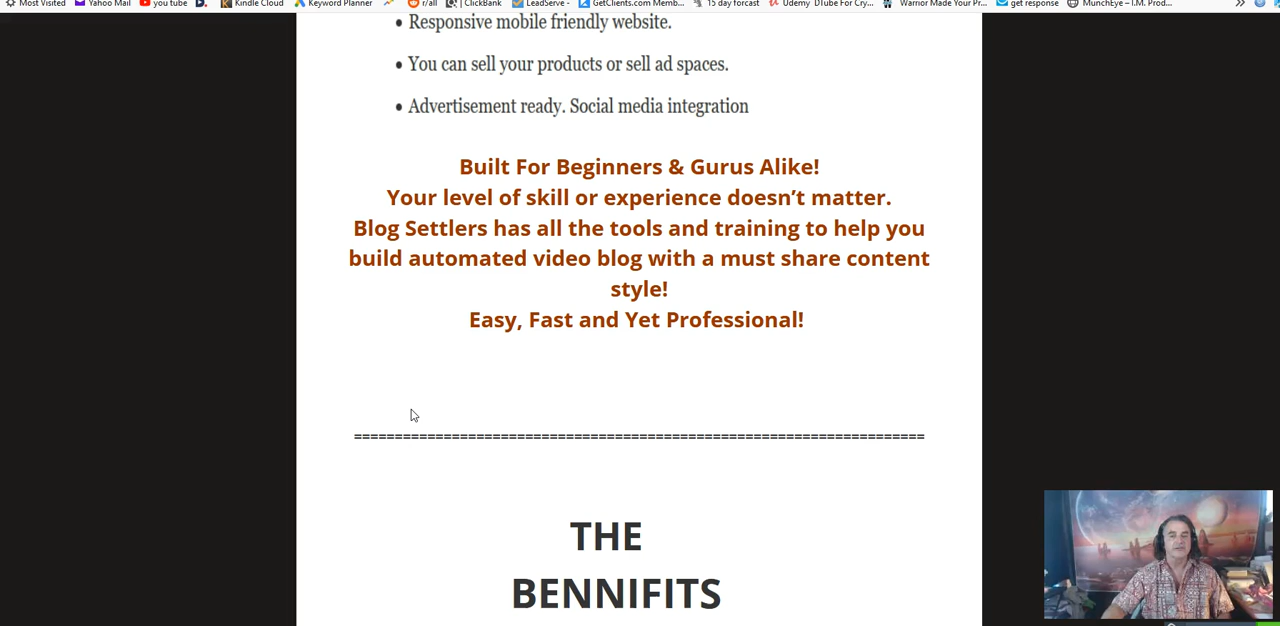 Most Visited Yahoo Mail you tube Kindle Cloud Keyword Planner r/all ClickBank LeadServe - GetClients.com Memb... 15 day forcast Udemy DTube For Cry... Warrior Made Your Pr... get response MunchEye – I.M. Prod...
• Responsive mobile friendly website.
• You can sell your products or sell ad spaces.
• Advertisement ready. Social media integration
Built For Beginners & Gurus Alike!
Your level of skill or experience doesn’t matter.
Blog Settlers has all the tools and training to help you
build automated video blog with a must share content
style!
Easy, Fast and Yet Professional!
======================================================================
THE
BENNIFITS